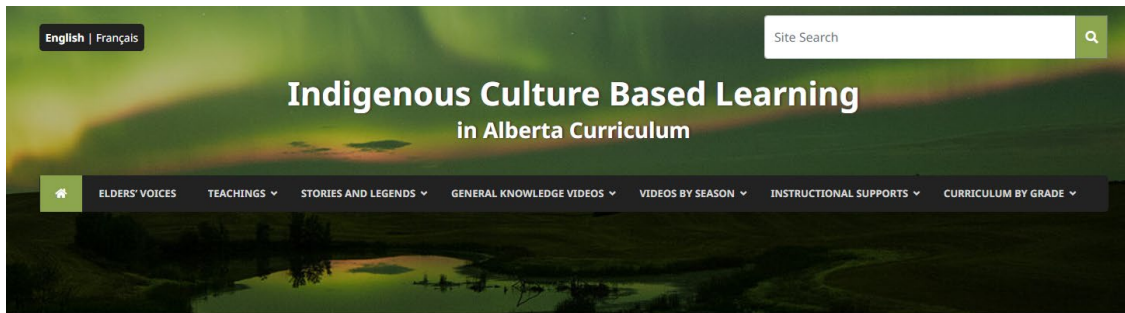 English | Français
Site Search
Indigenous Culture Based Learning
in Alberta Curriculum
ELDERS' VOICES TEACHINGS STORIES AND LEGENDS GENERAL KNOWLEDGE VIDEOS VIDEOS BY SEASON INSTRUCTIONAL SUPPORTS CURRICULUM BY GRADE